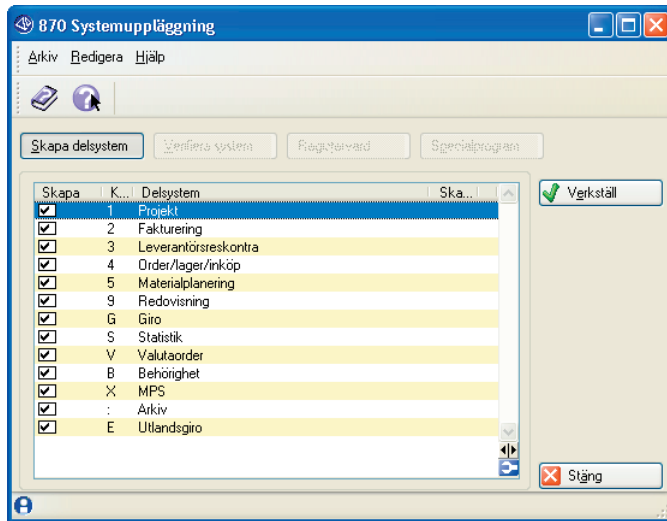 870 Systemuppläggning
Arkiv Redigera Hjälp
Skapa delsystem Verifiera system Registervård Specialprogram
Skapa K... Delsystem Ska...
1 Projekt
2 Fakturering
3 Leverantörsreskontra
4 Order/lager/inköp
5 Materialplanering
9 Redovisning
G Giro
S Statistik
V Valutaorder
B Behörighet
X MPS
: Arkiv
E Utlandsgiro
Verkställ
Stäng